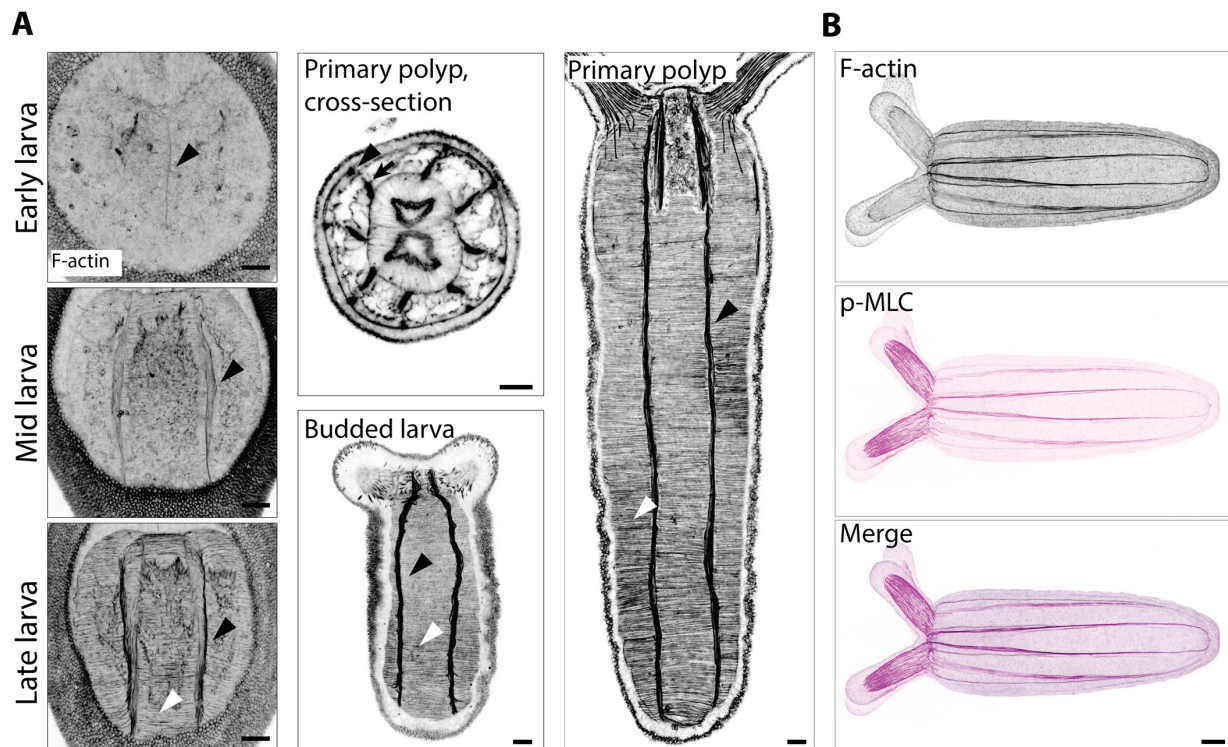 A
B
Early larva
F-actin
Mid larva
Late larva
Primary polyp,
cross-section
Budded larva
Primary polyp
F-actin
p-MLC
Merge